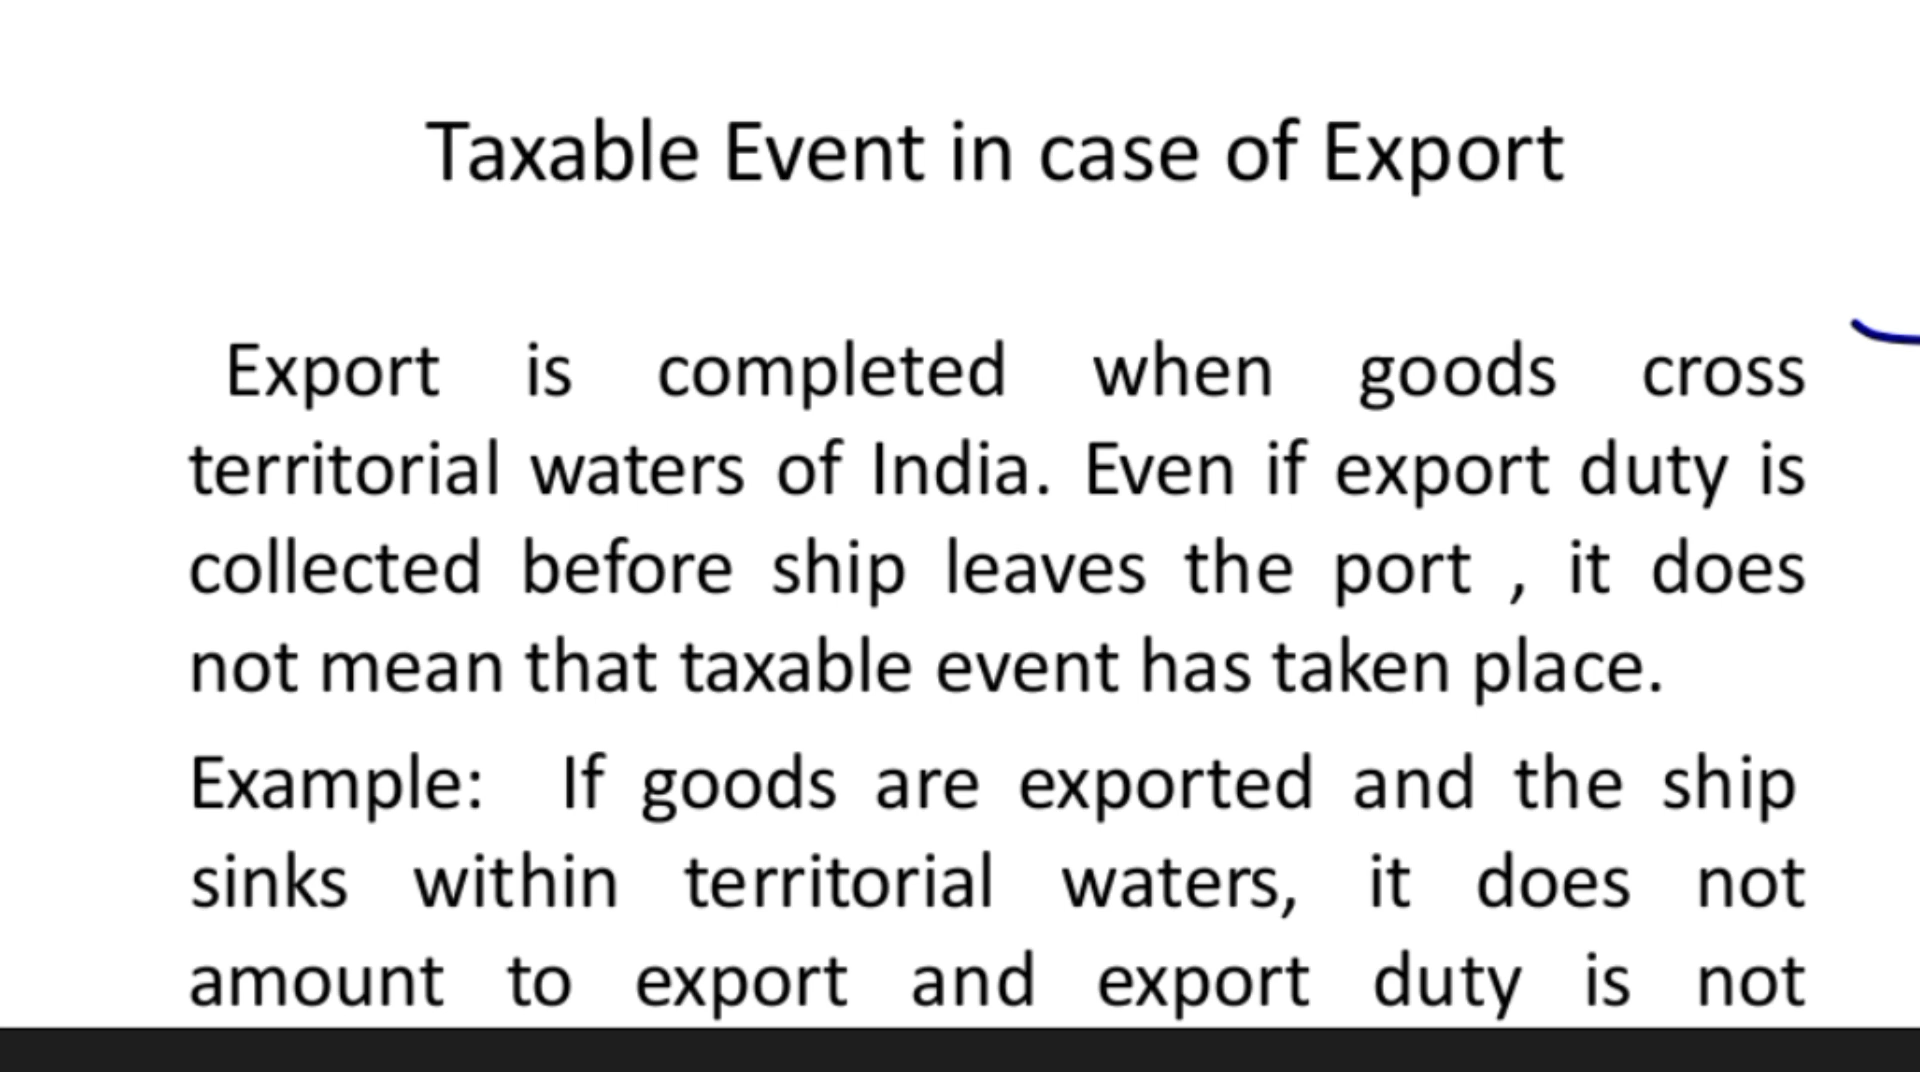 Taxable Event in case of Export
Export is completed when goods cross
territorial waters of India. Even if export duty is
collected before ship leaves the port , it does
not mean that taxable event has taken place.
Example: If goods are exported and the ship
sinks within territorial waters, it does not
amount to export and export duty is not